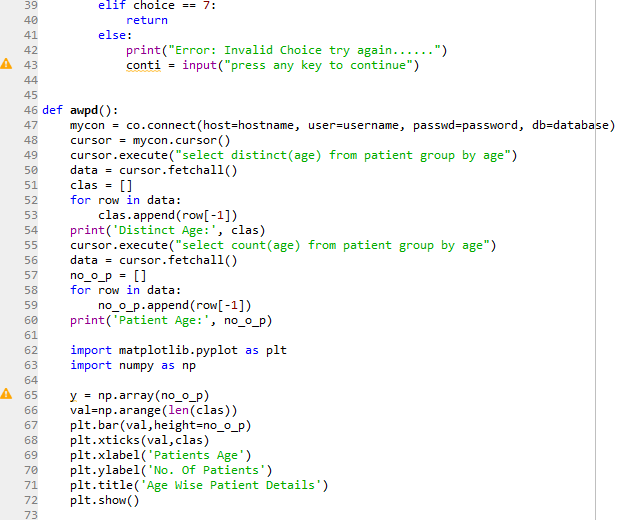 39 elif choice == 7:
40 return
41 else:
42 print("Error: Invalid Choice try again......")
43 conti = input("press any key to continue")
44
45
46 def awpd():
47 mycon = co.connect(host=hostname, user=username, passwd=password, db=database)
48 cursor = mycon.cursor()
49 cursor.execute("select distinct(age) from patient group by age")
50 data = cursor.fetchall()
51 clas = []
52 for row in data:
53 clas.append(row[-1])
54 print('Distinct Age:', clas)
55 cursor.execute("select count(age) from patient group by age")
56 data = cursor.fetchall()
57 no_o_p = []
58 for row in data:
59 no_o_p.append(row[-1])
60 print('Patient Age:', no_o_p)
61
62 import matplotlib.pyplot as plt
63 import numpy as np
64
65 y = np.array(no_o_p)
66 val=np.arange(len(clas))
67 plt.bar(val,height=no_o_p)
68 plt.xticks(val,clas)
69 plt.xlabel('Patients Age')
70 plt.ylabel('No. Of Patients')
71 plt.title('Age Wise Patient Details')
72 plt.show()
73